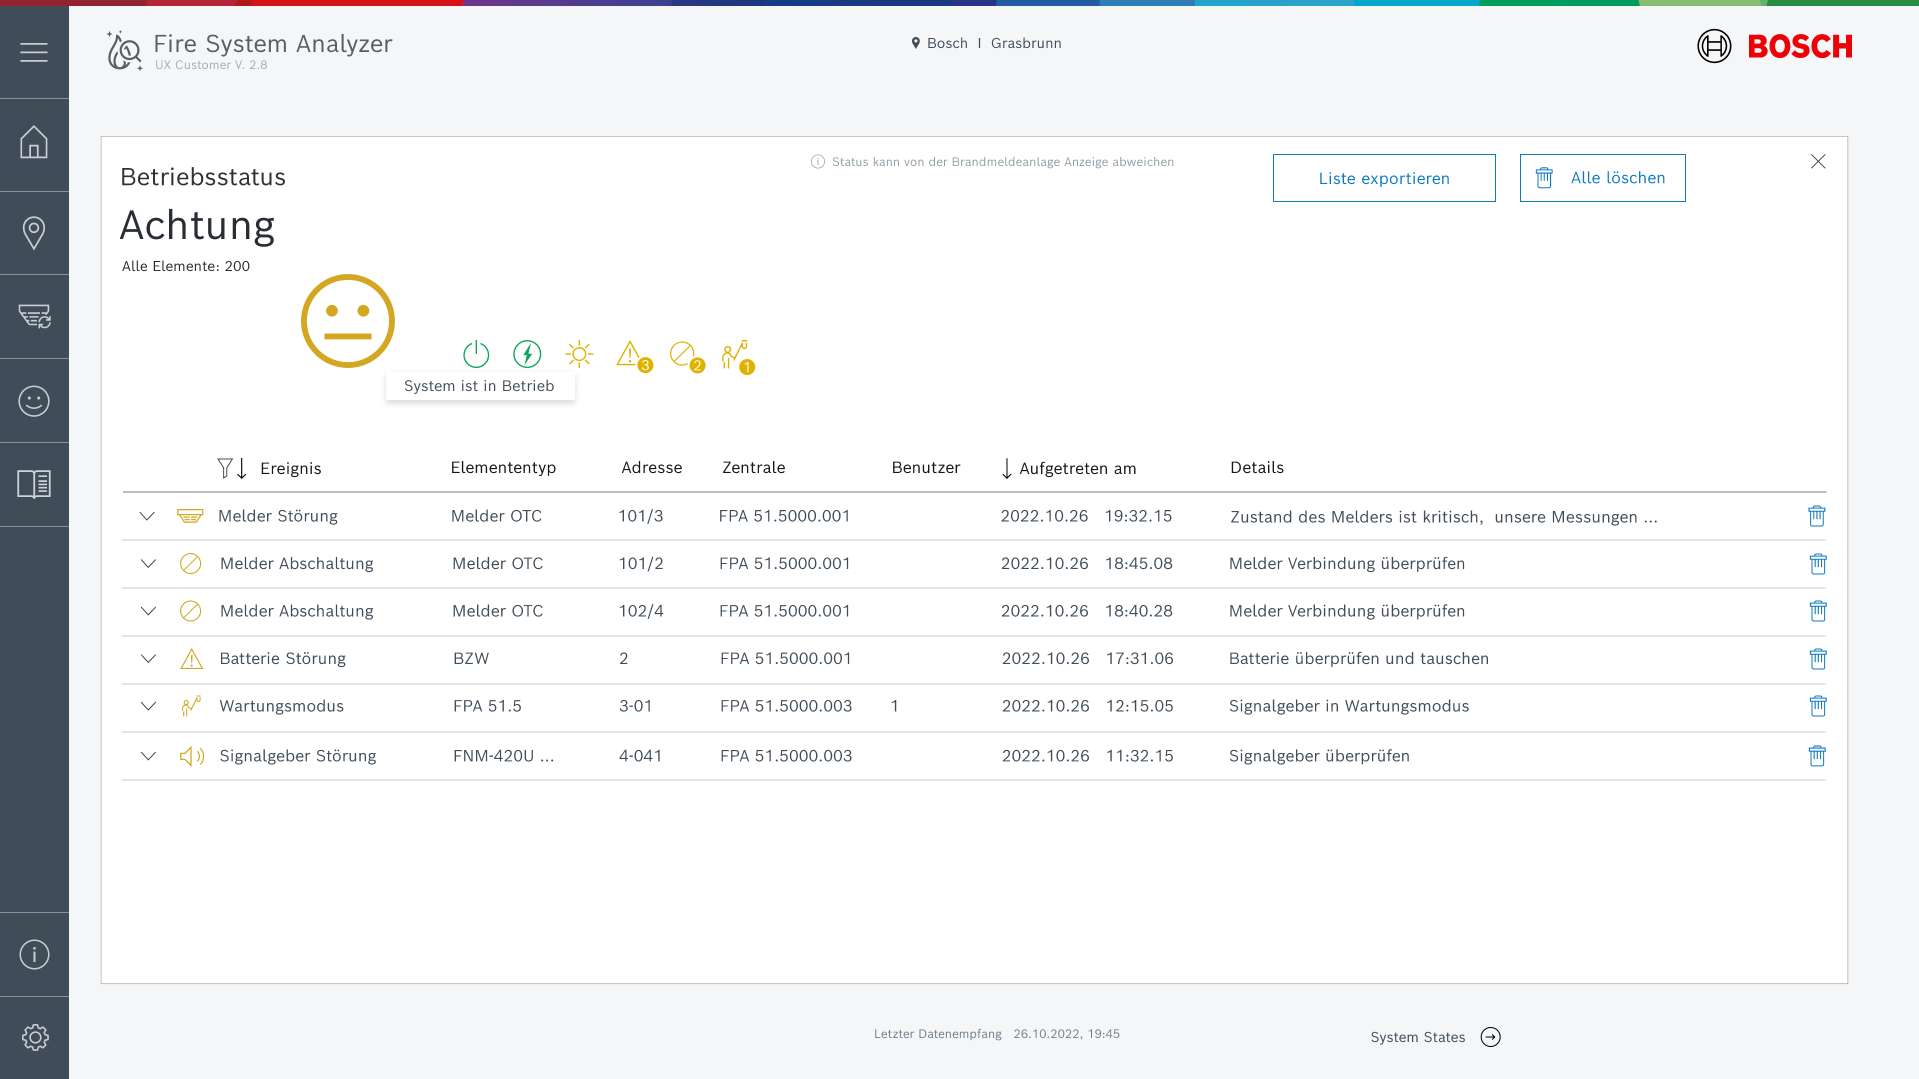 Fire System Analyzer
UX Customer V. 2.8
Bosch I Grasbrunn
BOSCH
Betriebsstatus
Achtung
Alle Elemente: 200
Status kann von der Brandmeldeanlage Anzeige abweichen
Liste exportieren
Alle löschen
3 2 1
System ist in Betrieb
Ereignis Elemententyp Adresse Zentrale Benutzer Aufgetreten am Details
Melder Störung Melder OTC 101/3 FPA 51.5000.001 2022.10.26 19:32.15 Zustand des Melders ist kritisch, unsere Messungen ...
Melder Abschaltung Melder OTC 101/2 FPA 51.5000.001 2022.10.26 18:45.08 Melder Verbindung überprüfen
Melder Abschaltung Melder OTC 102/4 FPA 51.5000.001 2022.10.26 18:40.28 Melder Verbindung überprüfen
Batterie Störung BZW 2 FPA 51.5000.001 2022.10.26 17:31.06 Batterie überprüfen und tauschen
Wartungsmodus FPA 51.5 3-01 FPA 51.5000.003 1 2022.10.26 12:15.05 Signalgeber in Wartungsmodus
Signalgeber Störung FNM-420U ... 4-041 FPA 51.5000.003 2022.10.26 11:32.15 Signalgeber überprüfen
Letzter Datenempfang 26.10.2022, 19:45
System States